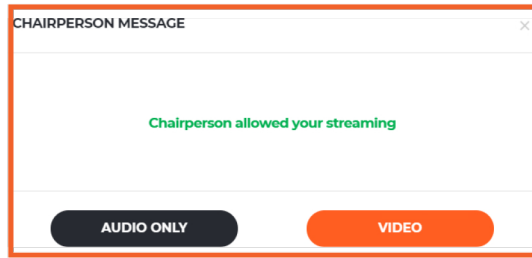 CHAIRPERSON MESSAGE
Chairperson allowed your streaming
AUDIO ONLY
VIDEO